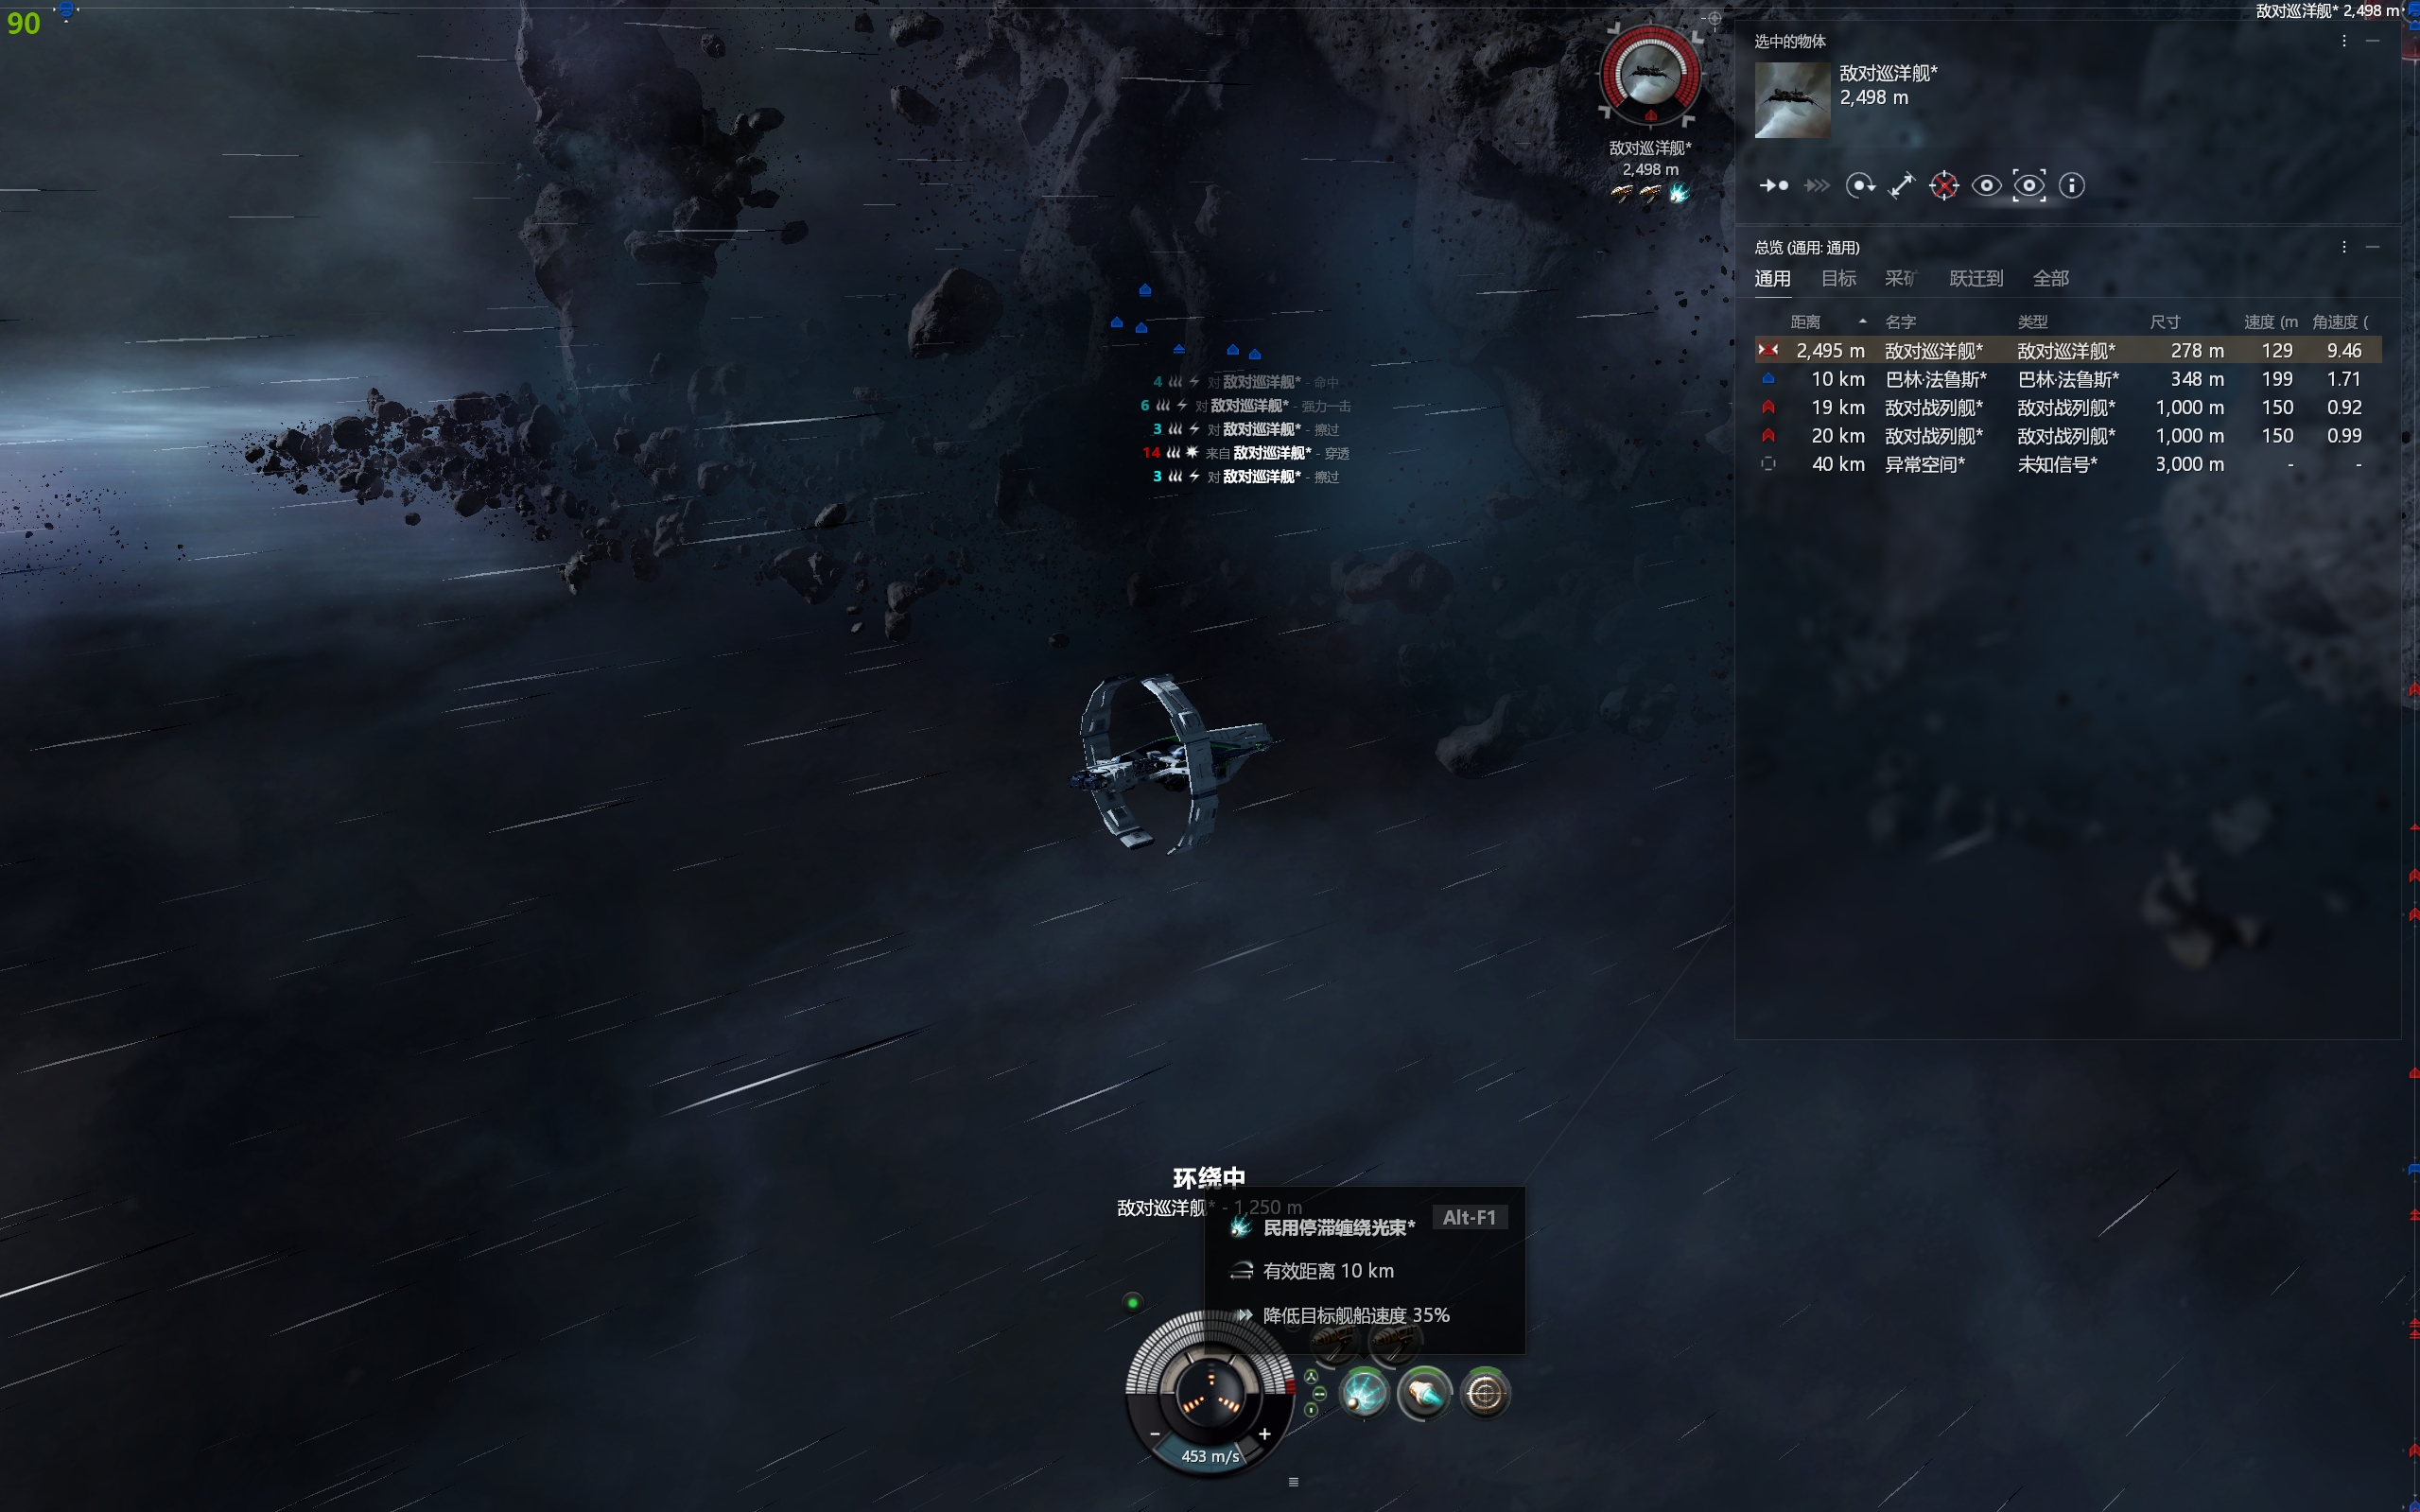 90
敌对巡洋舰* 2,498 m
选中的物体
敌对巡洋舰*
2,498 m
敌对巡洋舰*
2,498 m
总览 (通用: 通用)
通用 目标 采矿 跃迁到 全部
距离 名字 类型 尺寸 速度 (m 角速度 (
2,495 m 敌对巡洋舰* 敌对巡洋舰* 278 m 129 9.46
10 km 巴林·法鲁斯* 巴林·法鲁斯* 348 m 199 1.71
19 km 敌对战列舰* 敌对战列舰* 1,000 m 150 0.92
20 km 敌对战列舰* 敌对战列舰* 1,000 m 150 0.99
40 km 异常空间* 未知信号* 3,000 m - -
4 对 敌对巡洋舰* - 命中
6 对 敌对巡洋舰* - 强力一击
3 对 敌对巡洋舰* - 擦过
14 来自 敌对巡洋舰* - 穿透
3 对 敌对巡洋舰* - 擦过
环绕中
敌对巡洋舰* - 1,250 m
民用停滞缠绕光束* Alt-F1
有效距离 10 km
降低目标舰船速度 35%
453 m/s